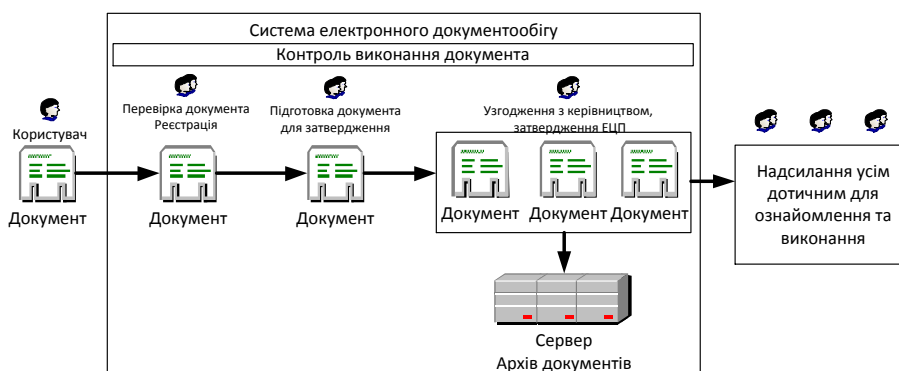 Система електронного документообігу
Контроль виконання документа
Користувач
Документ
Перевірка документа
Реєстрація
Документ
Підготовка документа
для затвердження
Документ
Узгодження з керівництвом,
затвердження ЕЦП
Документ
Документ
Документ
Сервер
Архів документів
Надсилання усім
дотичним для
ознайомлення та
виконання